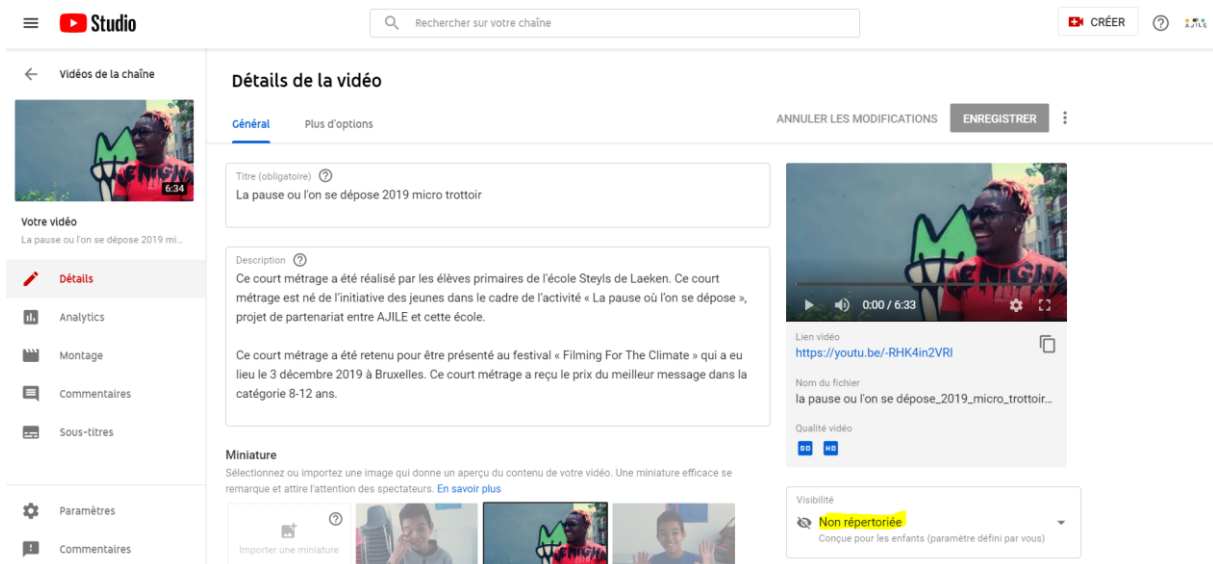 Studio
Rechercher sur votre chaîne
CRÉER
AJILE
Vidéos de la chaîne
6:34
Votre vidéo
La pause ou l'on se dépose 2019 mi...
Détails
Analytics
Montage
Commentaires
Sous-titres
Paramètres
Commentaires
Détails de la vidéo
Général
Plus d'options
ANNULER LES MODIFICATIONS
ENREGISTRER
Titre (obligatoire)
La pause ou l'on se dépose 2019 micro trottoir
Description
Ce court métrage a été réalisé par les élèves primaires de l'école Steyls de Laeken. Ce court
métrage est né de l'initiative des jeunes dans le cadre de l'activité « La pause où l'on se dépose »,
projet de partenariat entre AJILE et cette école.
Ce court métrage a été retenu pour être présenté au festival « Filming For The Climate » qui a eu
lieu le 3 décembre 2019 à Bruxelles. Ce court métrage a reçu le prix du meilleur message dans la
catégorie 8-12 ans.
Miniature
Sélectionnez ou importez une image qui donne un aperçu du contenu de votre vidéo. Une miniature efficace se
remarque et attire l'attention des spectateurs. En savoir plus
Importer une miniature
0:00 / 6:33
Lien vidéo
https://youtu.be/-RHK4in2VRI
Nom du fichier
la pause ou l'on se dépose_2019_micro_trottoir...
Qualité vidéo
SD HD
Visibilité
Non répertoriée
Conçue pour les enfants (paramètre défini par vous)